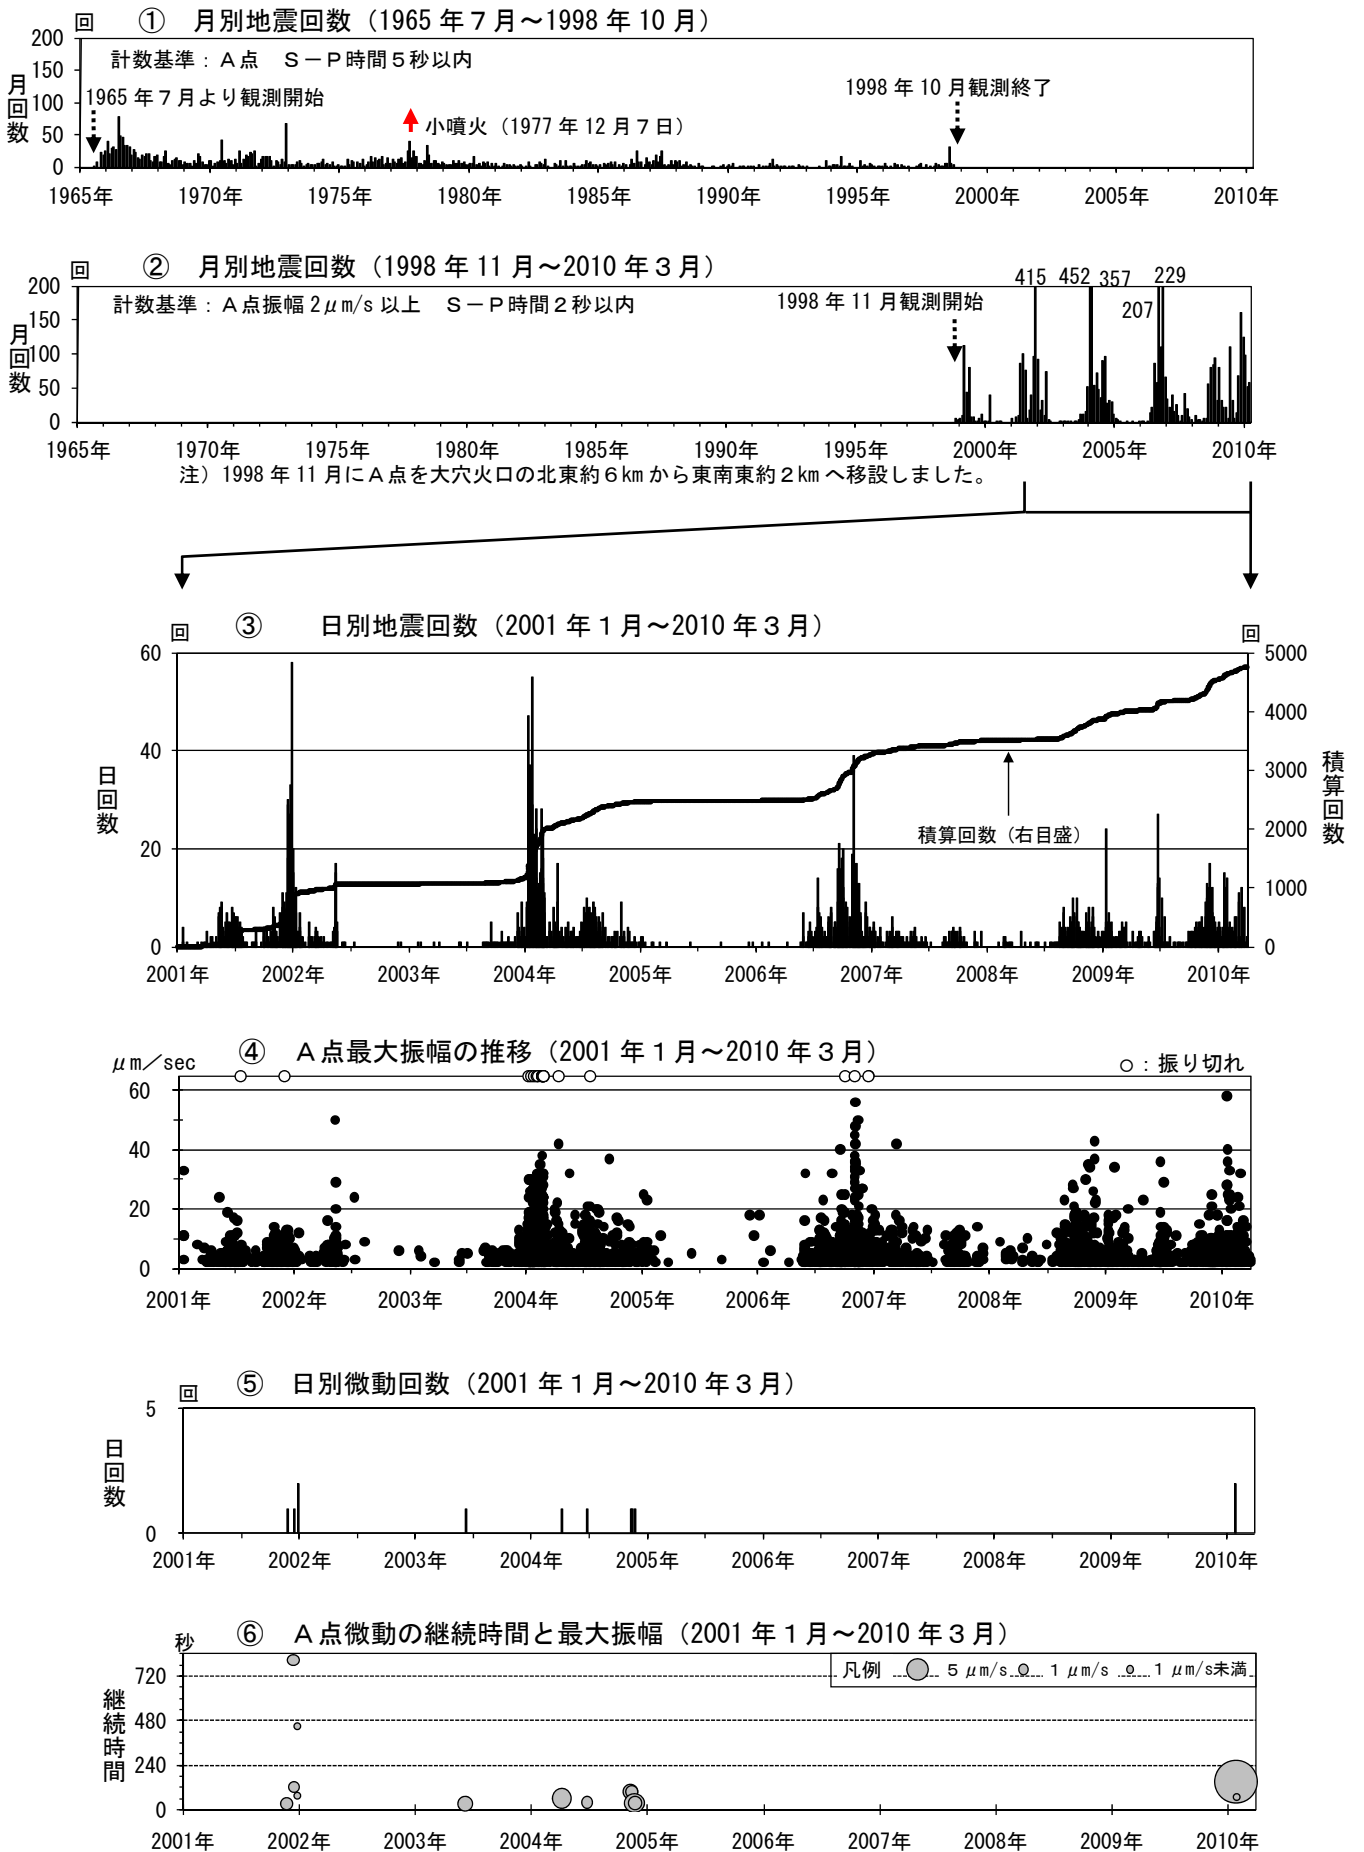 回 ① 月別地震回数（1965 年７月～1998 年 10 月）
計数基準：Ａ点 Ｓ－Ｐ時間５秒以内
1965 年７月より観測開始
小噴火（1977 年 12 月７日）
1998 年 10 月観測終了
月回数
200
150
100
50
0
1965年 1970年 1975年 1980年 1985年 1990年 1995年 2000年 2005年 2010年
回 ② 月別地震回数（1998 年 11 月～2010 年３月）
計数基準：Ａ点振幅２μm/s 以上 Ｓ－Ｐ時間２秒以内
1998 年 11 月観測開始
415 452 357 229
207
月回数
200
150
100
50
0
1965年 1970年 1975年 1980年 1985年 1990年 1995年 2000年 2005年 2010年
注）1998 年 11 月にＡ点を大穴火口の北東約６km から東南東約２km へ移設しました。
回 ③ 日別地震回数（2001 年１月～2010 年３月） 回
日回数
60
40
20
0
5000
4000
3000
2000
1000
0
積算回数
積算回数（右目盛）
2001年 2002年 2003年 2004年 2005年 2006年 2007年 2008年 2009年 2010年
μm／sec ④ Ａ点最大振幅の推移（2001 年１月～2010 年３月）
○：振り切れ
60
40
20
0
2001年 2002年 2003年 2004年 2005年 2006年 2007年 2008年 2009年 2010年
回 ⑤ 日別微動回数（2001 年１月～2010 年３月）
日回数
5
0
2001年 2002年 2003年 2004年 2005年 2006年 2007年 2008年 2009年 2010年
秒 ⑥ Ａ点微動の継続時間と最大振幅（2001 年１月～2010 年３月）
凡例 ５μm/s １μm/s １μm/s未満
継続時間
720
480
240
0
2001年 2002年 2003年 2004年 2005年 2006年 2007年 2008年 2009年 2010年